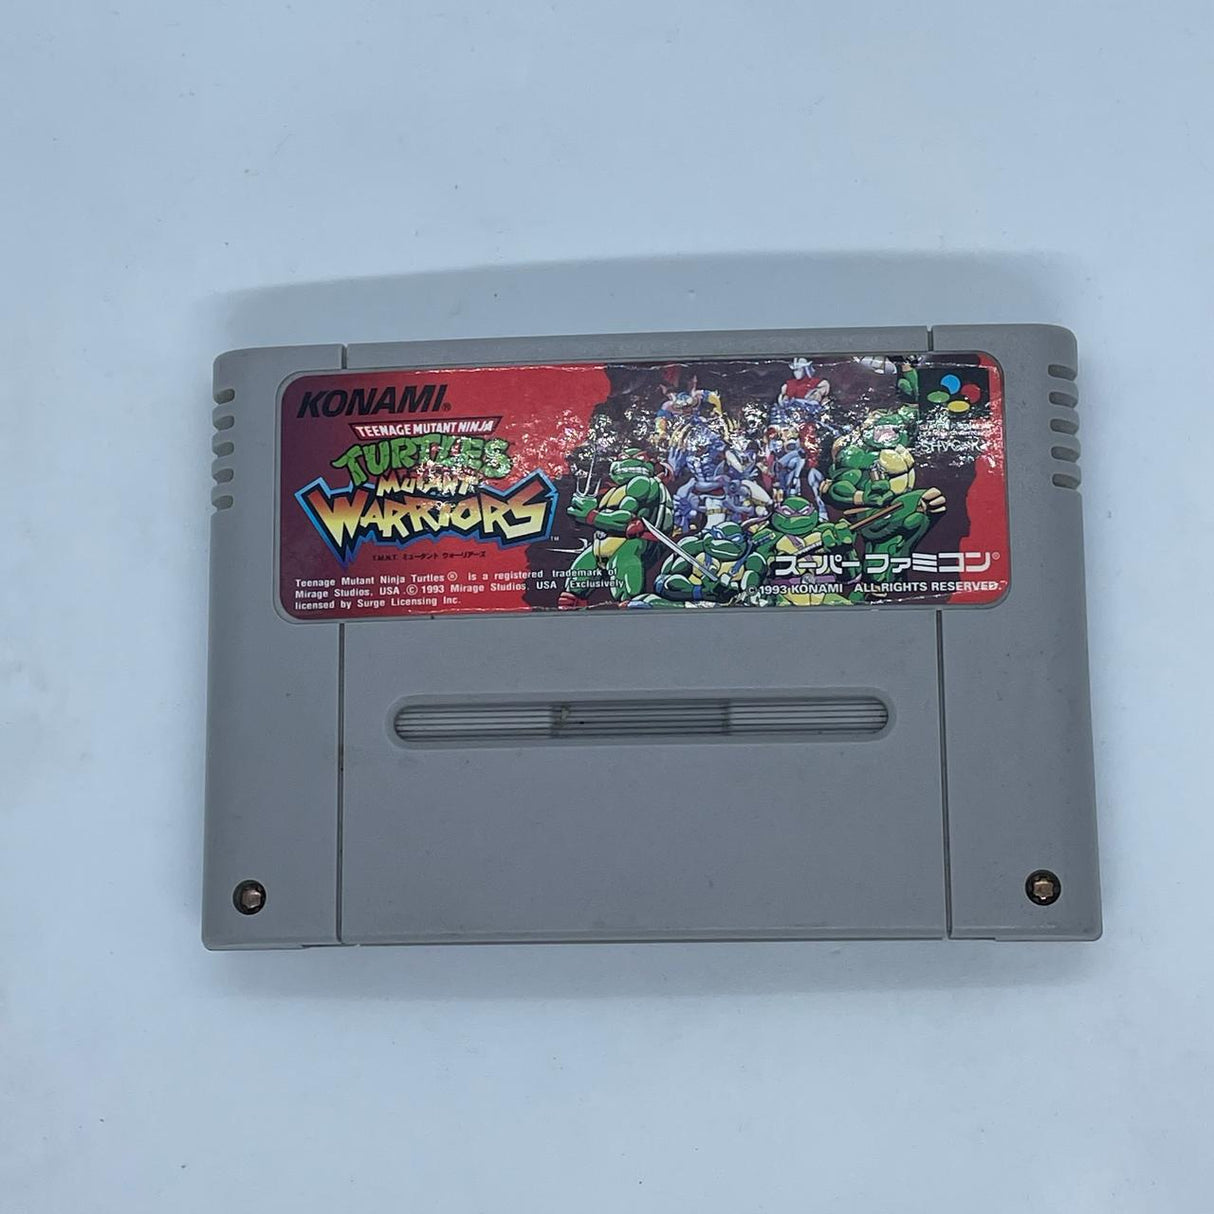 KONAMI®
TEENAGE MUTANT NINJA
TURTLES
MUTANT
WARRIORS™
T.M.N.T. ミュータント ウォーリアーズ
Teenage Mutant Ninja Turtles® is a registered trademark of
Mirage Studios, USA.© 1993 Mirage Studios, USA Exclusively
licensed by Surge Licensing Inc.
スーパーファミコン®
©1993 KONAMI ALL RIGHTS RESERVED.